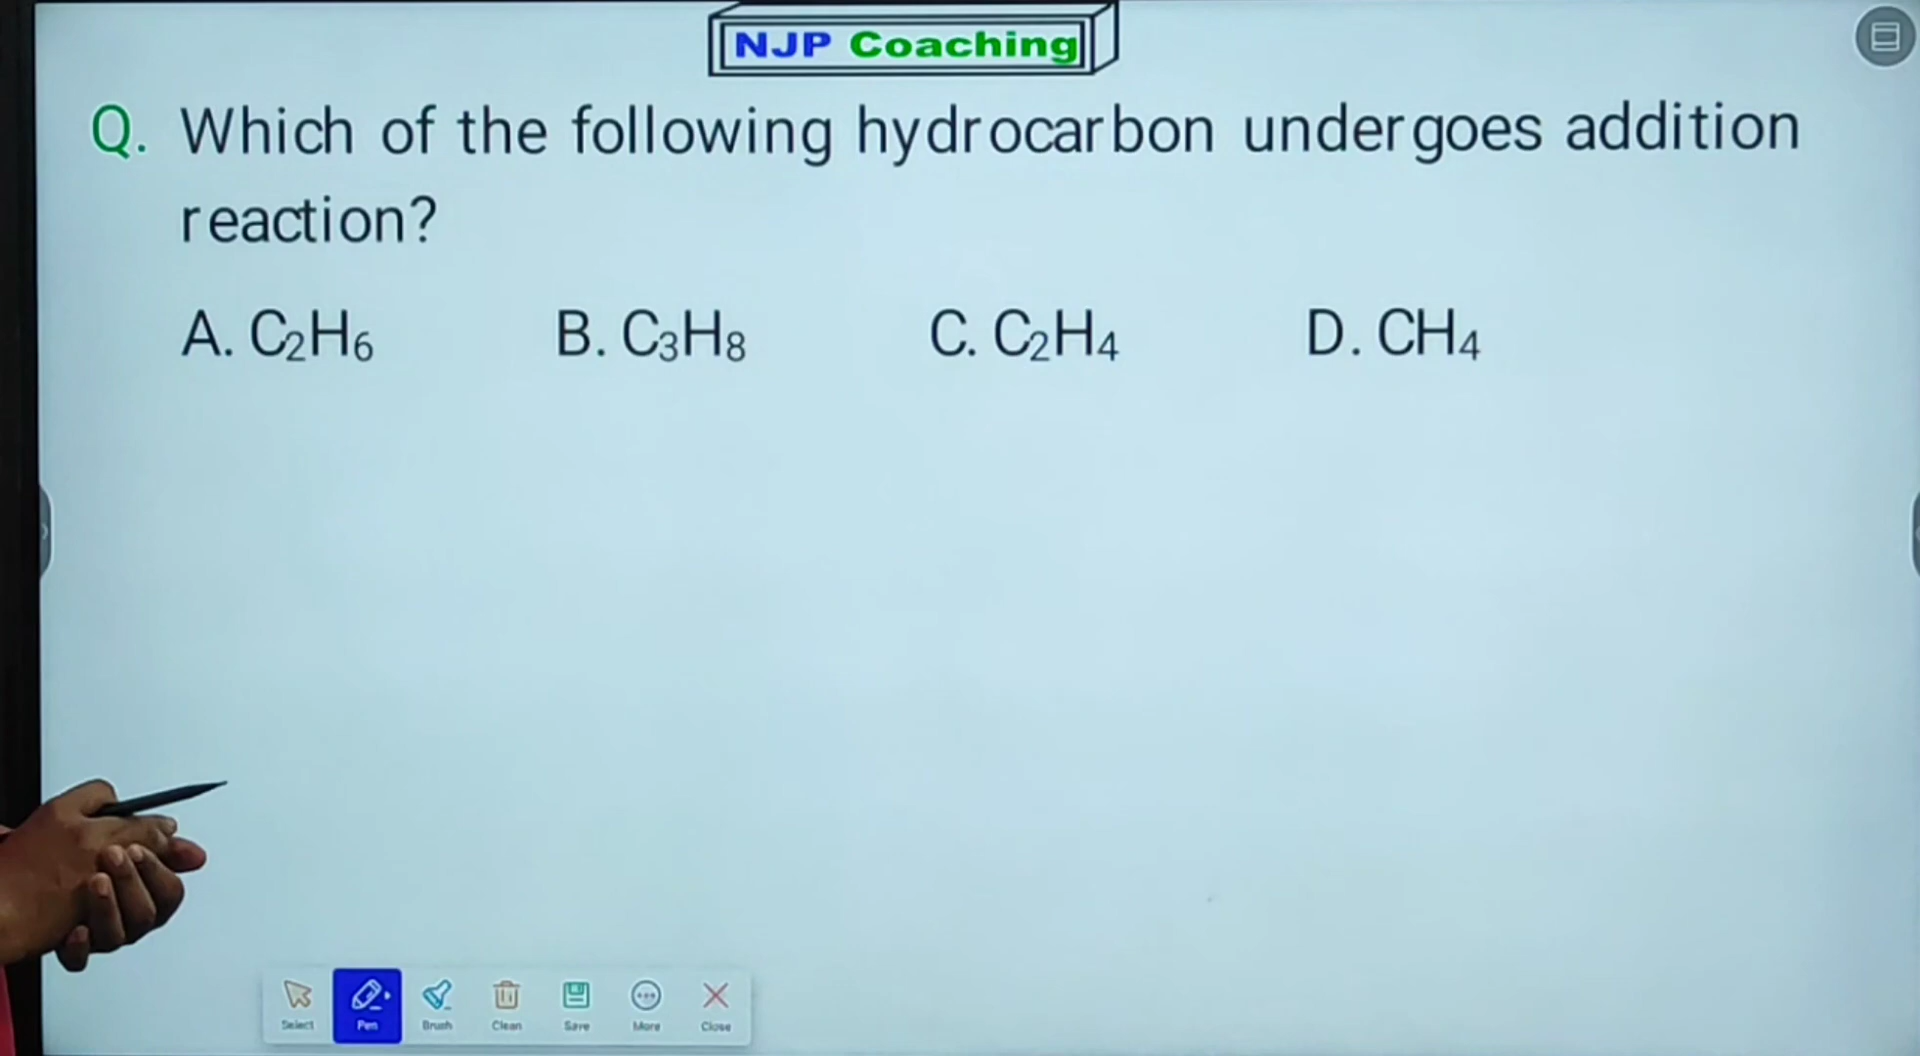 NJP Coaching
Q. Which of the following hydrocarbon undergoes addition
reaction?
A. C₂H₆ B. C₃H₈ C. C₂H₄ D. CH₄
Select Pen Brush Clean Save More Close